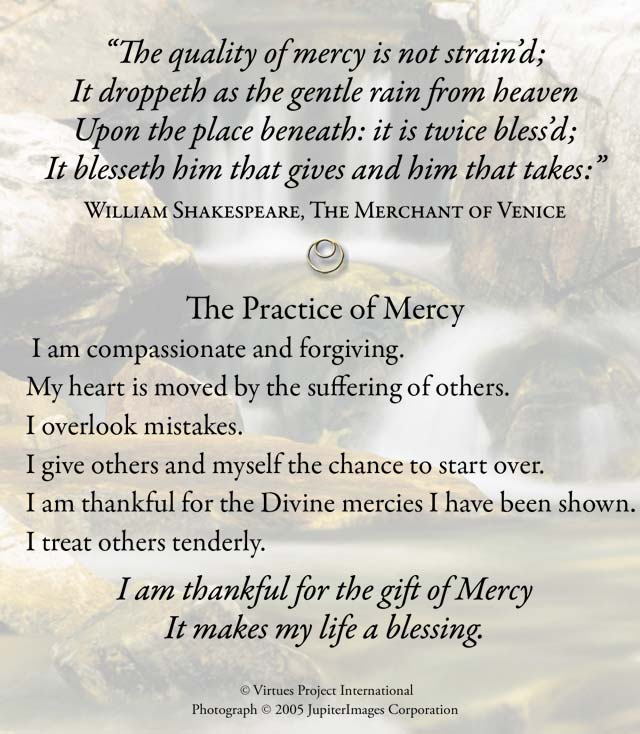 “The quality of mercy is not strain’d;
It droppeth as the gentle rain from heaven
Upon the place beneath: it is twice bless’d;
It blesseth him that gives and him that takes:”
William Shakespeare, The Merchant of Venice
The Practice of Mercy
I am compassionate and forgiving.
My heart is moved by the suffering of others.
I overlook mistakes.
I give others and myself the chance to start over.
I am thankful for the Divine mercies I have been shown.
I treat others tenderly.
I am thankful for the gift of Mercy
It makes my life a blessing.
© Virtues Project International
Photograph © 2005 JupiterImages Corporation